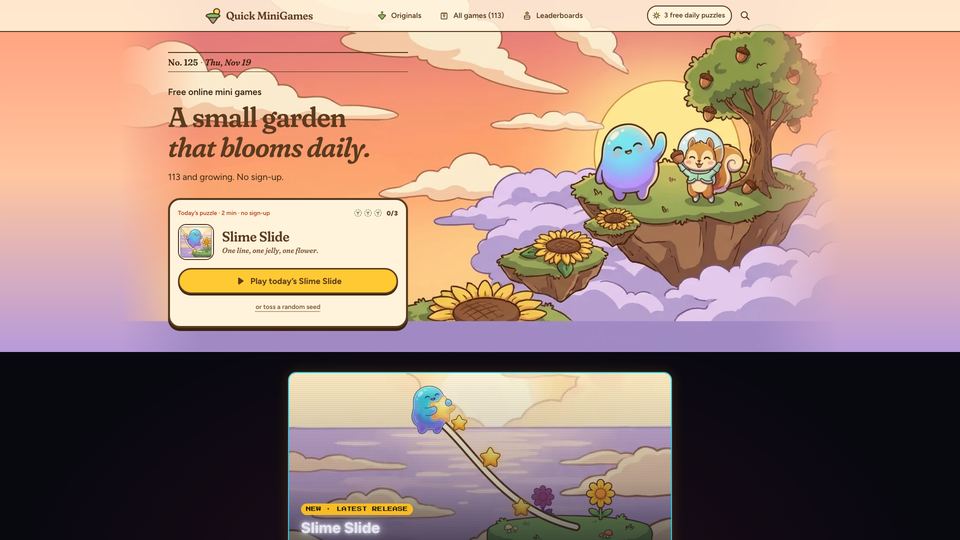 Quick MiniGames
Originals
All games (113)
Leaderboards
3 free daily puzzles
No. 125 · Thu, Nov 19
Free online mini games
A small garden
that blooms daily.
113 and growing. No sign-up.
Today's puzzle · 2 min · no sign-up
0/3
Slime Slide
One line, one jelly, one flower.
Play today's Slime Slide
or toss a random seed
NEW · LATEST RELEASE
Slime Slide